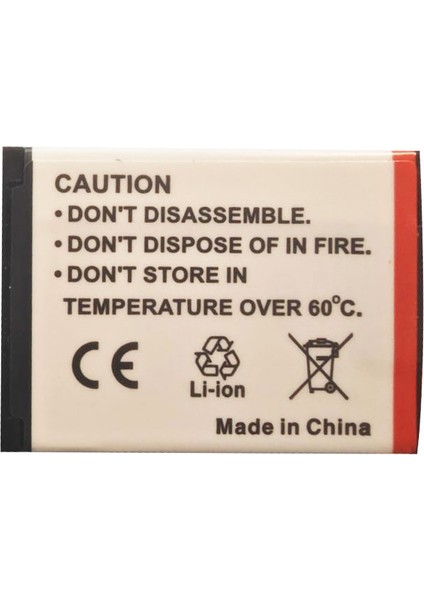 CAUTION
• DON'T DISASSEMBLE.
• DON'T DISPOSE OF IN FIRE.
• DON'T STORE IN
TEMPERATURE OVER 60°C.
CE
Li-ion
Made in China